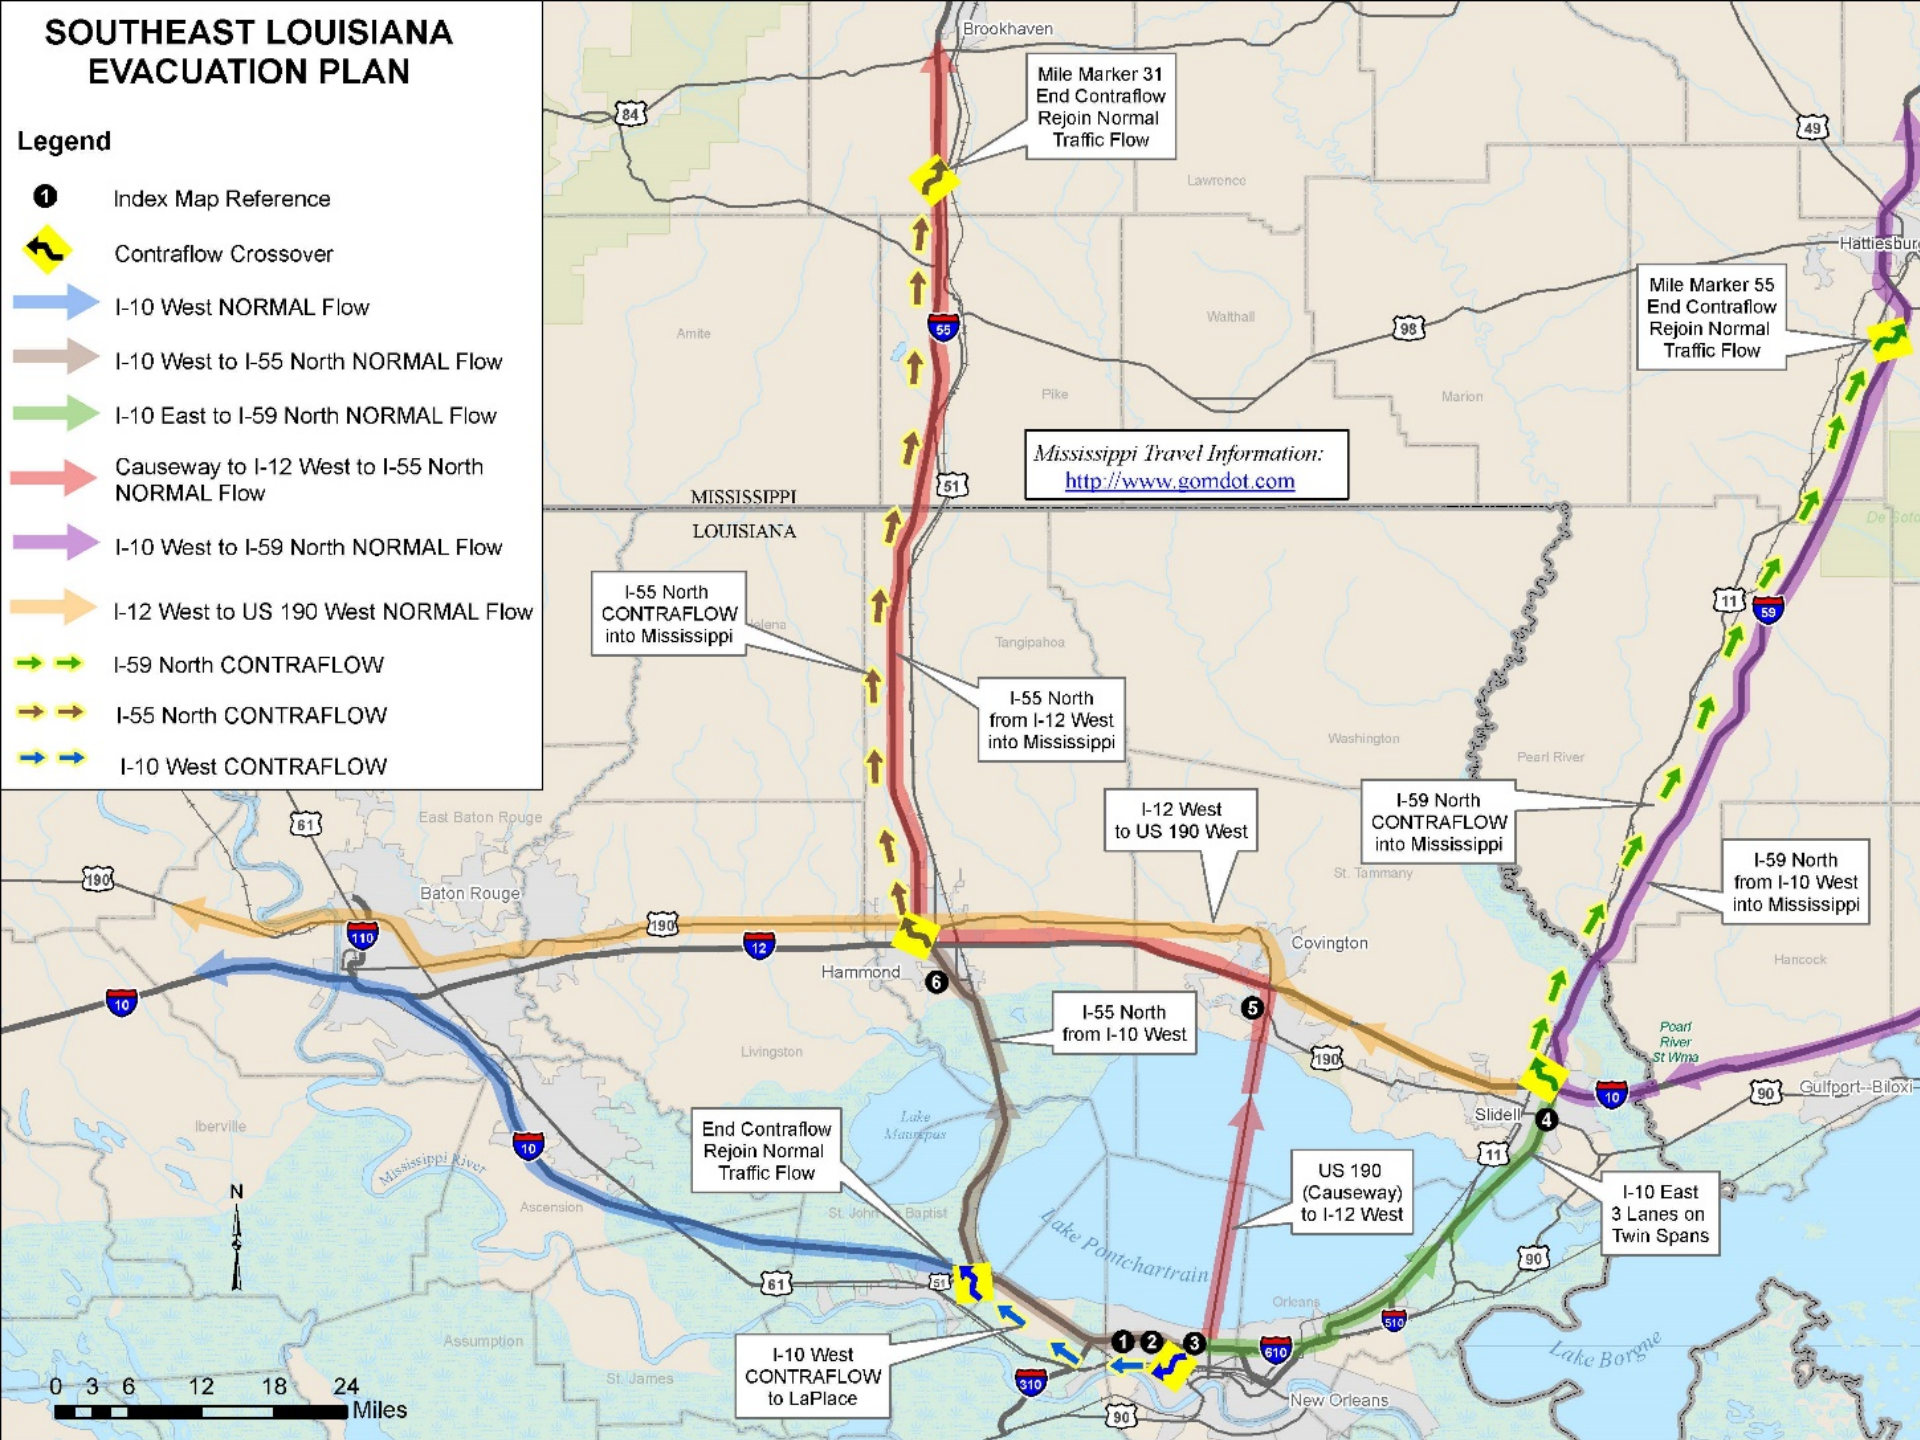 SOUTHEAST LOUISIANA
EVACUATION PLAN
Legend
1 Index Map Reference
Contraflow Crossover
I-10 West NORMAL Flow
I-10 West to I-55 North NORMAL Flow
I-10 East to I-59 North NORMAL Flow
Causeway to I-12 West to I-55 North
NORMAL Flow
I-10 West to I-59 North NORMAL Flow
I-12 West to US 190 West NORMAL Flow
I-59 North CONTRAFLOW
I-55 North CONTRAFLOW
I-10 West CONTRAFLOW
Brookhaven
Mile Marker 31
End Contraflow
Rejoin Normal
Traffic Flow
84
49
Lawrence
Hattiesbur
Mile Marker 55
End Contraflow
Rejoin Normal
Traffic Flow
55
98
Amite
Walthall
Pike
Marion
Mississippi Travel Information:
http://www.gomdot.com
51
MISSISSIPPI
LOUISIANA
De Soto
I-55 North
CONTRAFLOW
into Mississippi
elena
Tangipahoa
11
59
I-55 North
from I-12 West
into Mississippi
Washington
Pearl River
I-12 West
to US 190 West
I-59 North
CONTRAFLOW
into Mississippi
61
East Baton Rouge
190
Baton Rouge
St. Tammany
I-59 North
from I-10 West
into Mississippi
110
190
12
Covington
Hammond
6
5
Hancock
10
I-55 North
from I-10 West
Livingston
190
Pearl
River
St Wma
10
90
Gulfport--Biloxi
Slidell
4
Lake
Maurepas
Iberville
End Contraflow
Rejoin Normal
Traffic Flow
10
Mississippi River
11
US 190
(Causeway)
to I-12 West
I-10 East
3 Lanes on
Twin Spans
N
Ascension
St. John Baptist
Lake Pontchartrain
90
61
51
Orleans
510
Assumption
1
2
3
610
Lake Borgne
I-10 West
CONTRAFLOW
to LaPlace
St. James
310
90
New Orleans
0 3 6 12 18 24
Miles